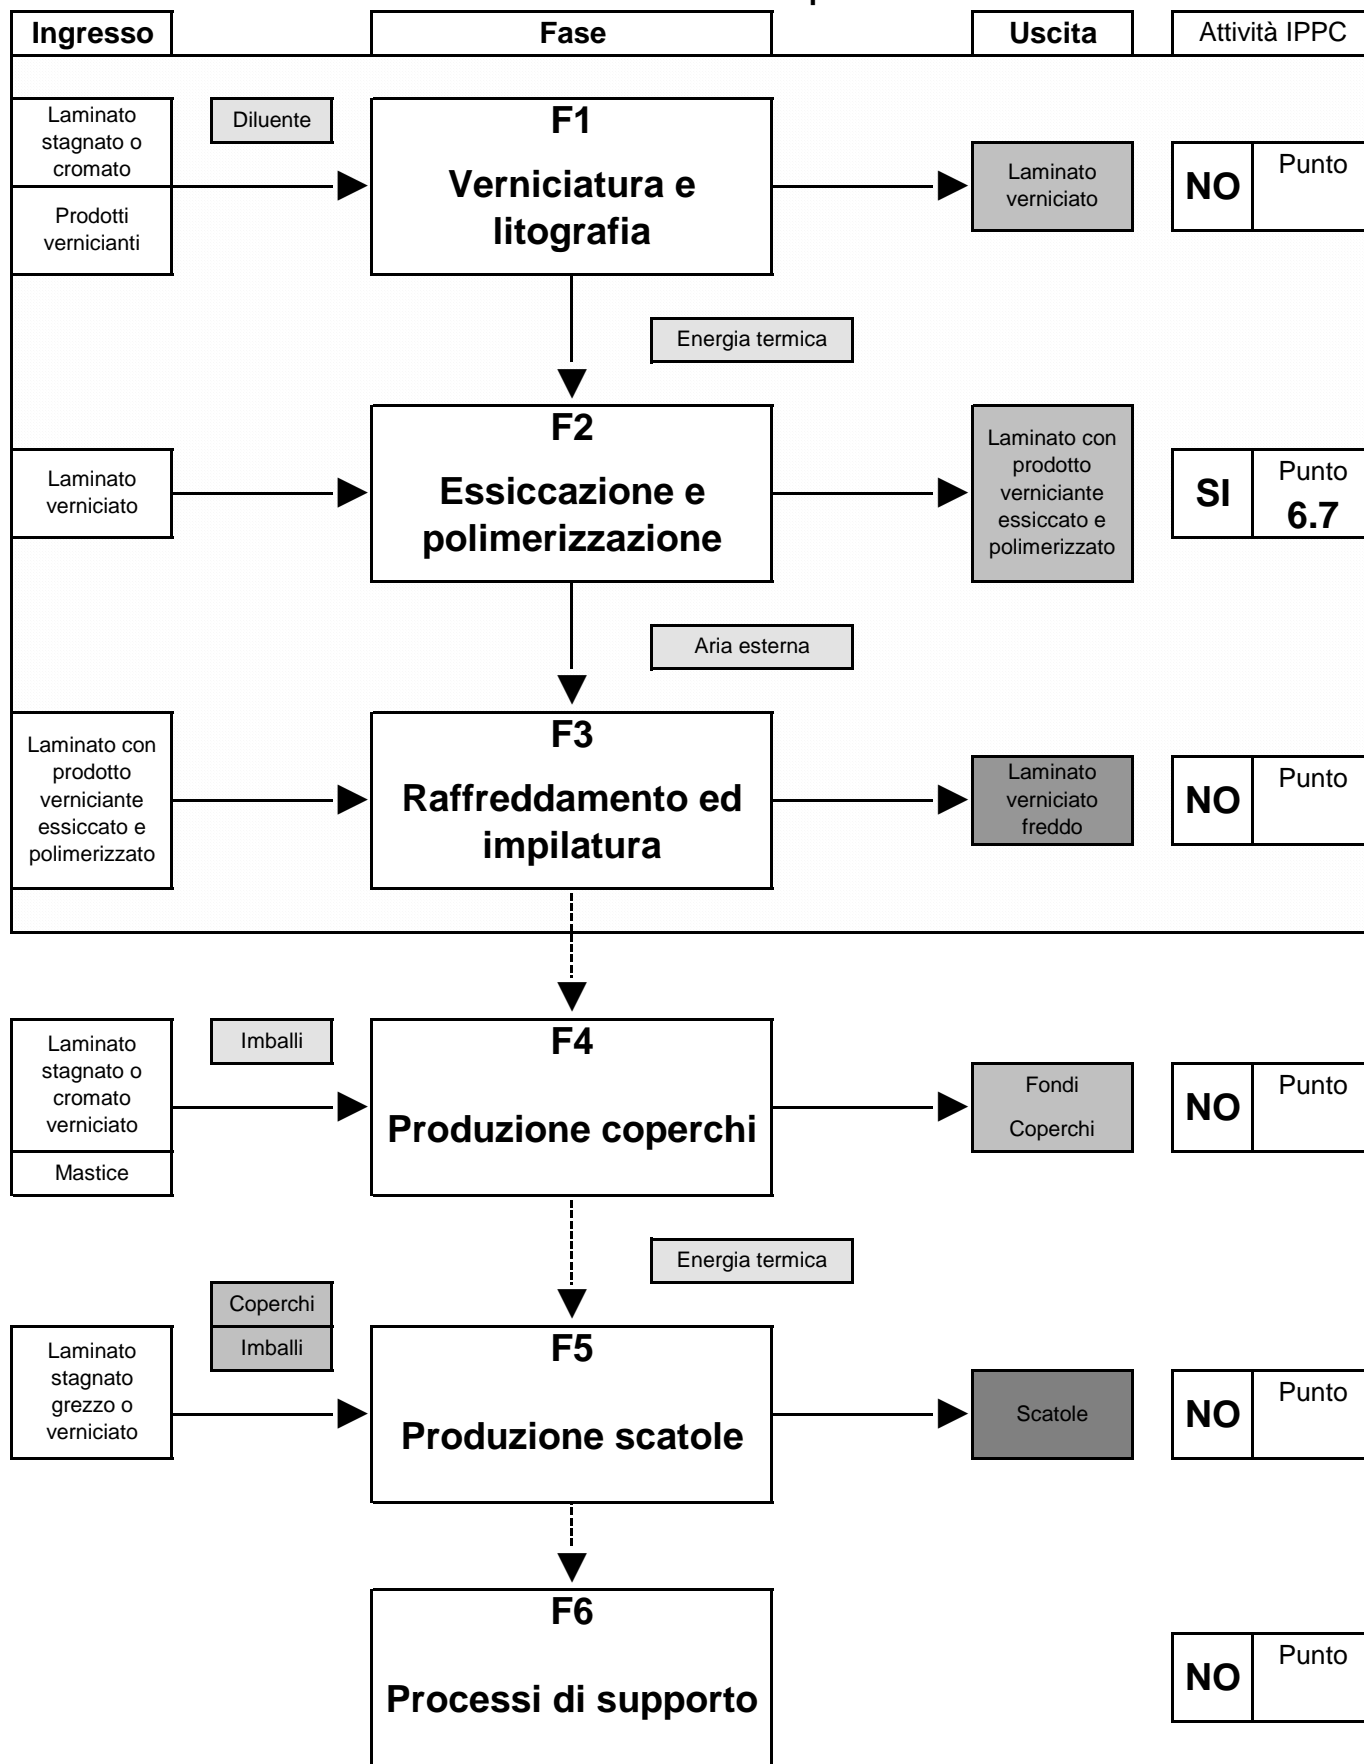 Ingresso
Fase
Uscita
Attività IPPC
Laminato
stagnato o
cromato
Prodotti
vernicianti
Diluente
F1
Verniciatura e
litografia
Laminato
verniciato
NO
Punto
Energia termica
Laminato
verniciato
F2
Essiccazione e
polimerizzazione
Laminato con
prodotto
verniciante
essiccato e
polimerizzato
SI
Punto
6.7
Aria esterna
Laminato con
prodotto
verniciante
essiccato e
polimerizzato
F3
Raffreddamento ed
impilatura
Laminato
verniciato
freddo
NO
Punto
Laminato
stagnato o
cromato
verniciato
Mastice
Imballi
F4
Produzione coperchi
Fondi
Coperchi
NO
Punto
Energia termica
Laminato
stagnato
grezzo o
verniciato
Coperchi
Imballi
F5
Produzione scatole
Scatole
NO
Punto
F6
Processi di supporto
NO
Punto